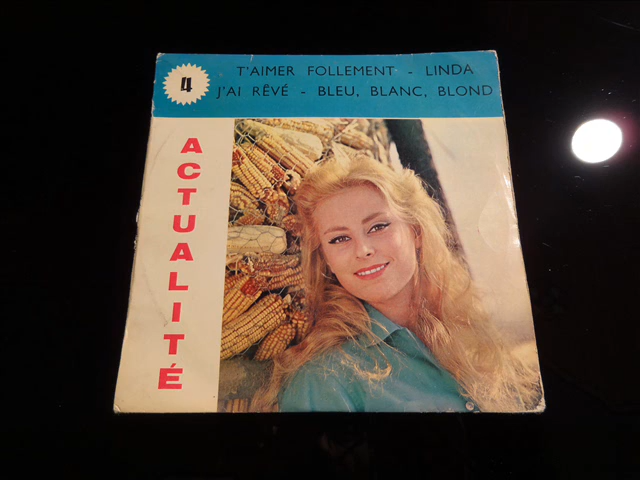 4
T'AIMER FOLLEMENT - LINDA
J'AI RÊVÉ - BLEU, BLANC, BLOND
ACTUALITÉ